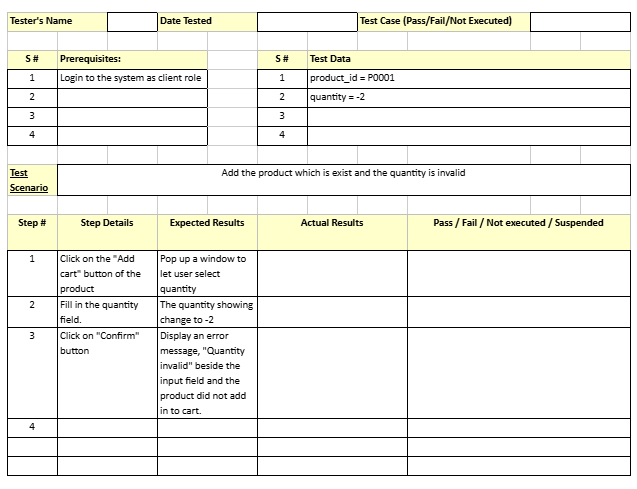 Tester's Name Date Tested Test Case (Pass/Fail/Not Executed)
S # Prerequisites: S # Test Data
1 Login to the system as client role 1 product_id = P0001
2 2 quantity = -2
3 3
4 4
Test
Scenario
Add the product which is exist and the quantity is invalid
Step # Step Details Expected Results Actual Results Pass / Fail / Not executed / Suspended
1 Click on the "Add Pop up a window to
cart" button of the let user select
product quantity
2 Fill in the quantity The quantity showing
field. change to -2
3 Click on "Confirm" Display an error
button message, "Quantity
invalid" beside the
input field and the
product did not add
in to cart.
4